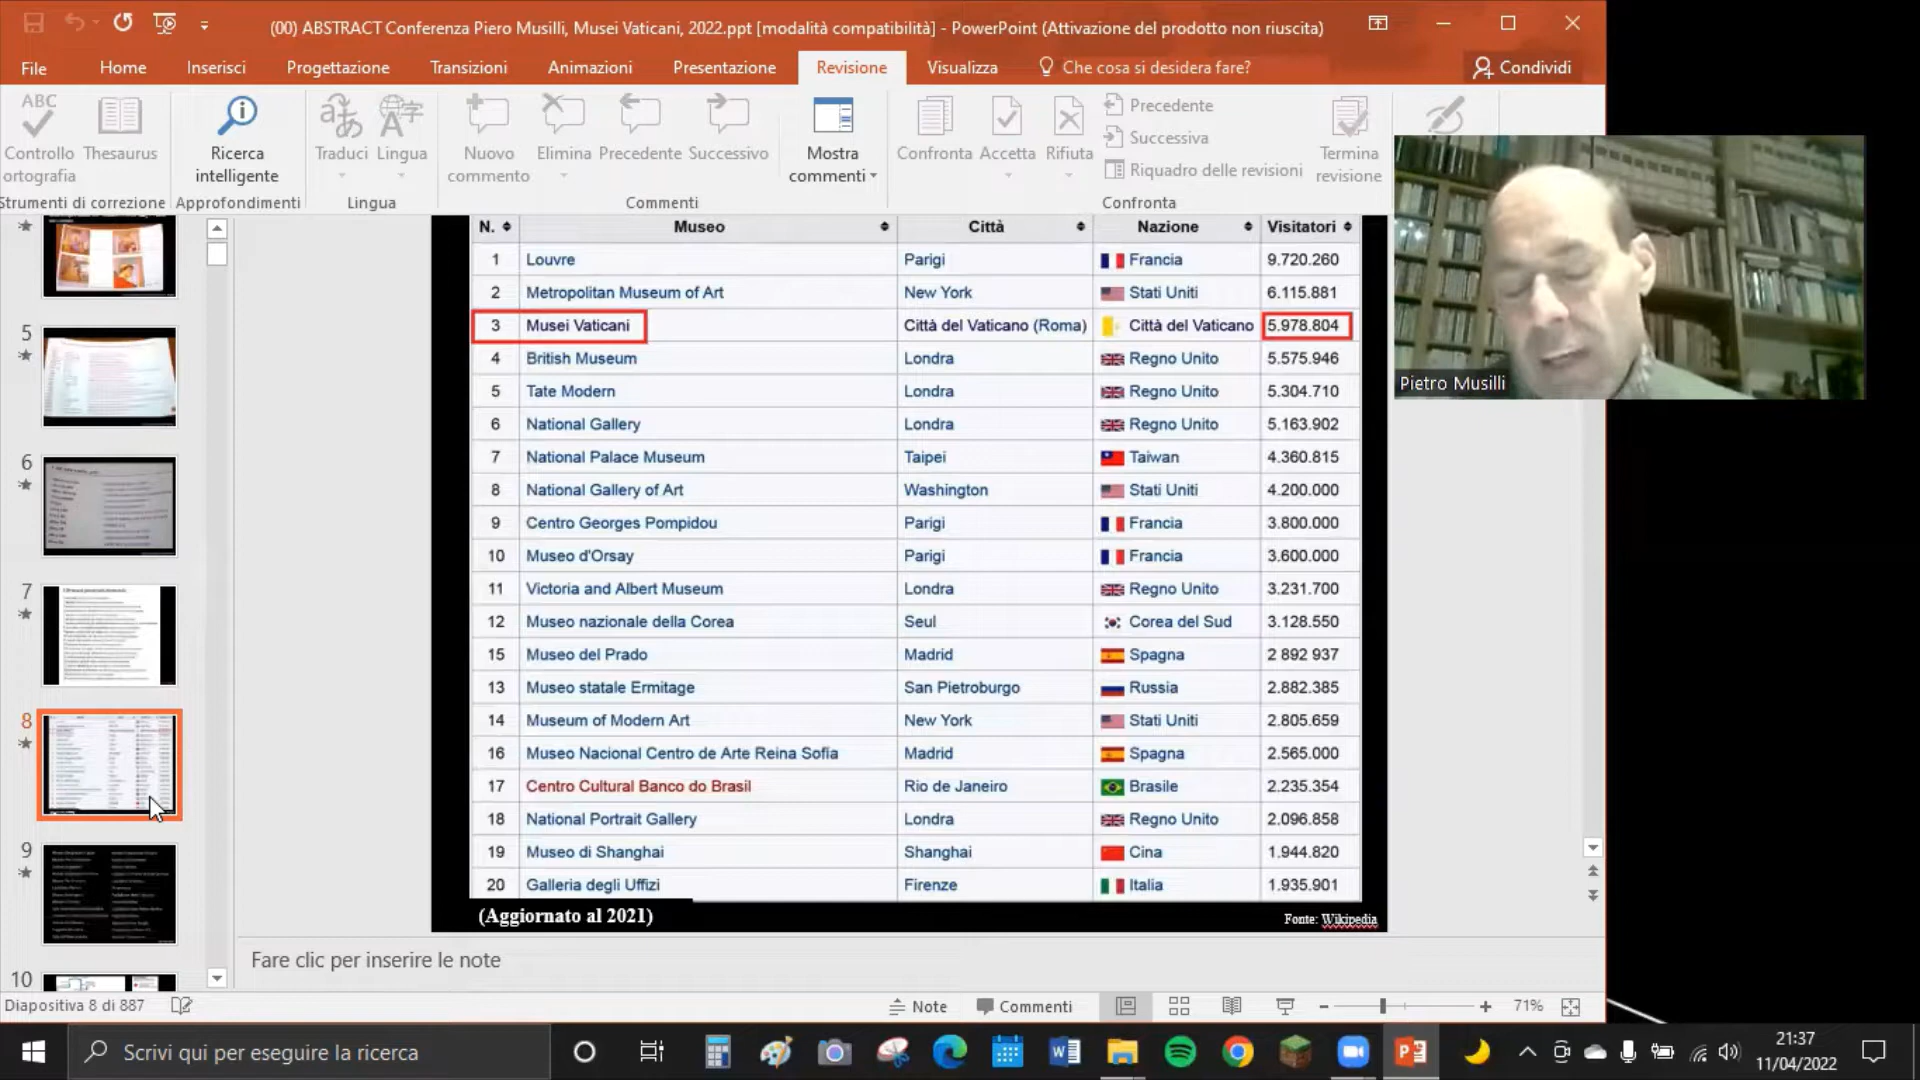 (00) ABSTRACT Conferenza Piero Musilli, Musei Vaticani, 2022.ppt [modalità compatibilità] - PowerPoint (Attivazione del prodotto non riuscita)
File Home Inserisci Progettazione Transizioni Animazioni Presentazione Revisione Visualizza Che cosa si desidera fare? Condividi
ABC
Controllo ortografia
Thesaurus
Ricerca intelligente
Traduci
Lingua
Nuovo commento
Elimina
Precedente
Successivo
Mostra commenti
Confronta
Accetta
Rifiuta
Precedente
Successiva
Riquadro delle revisioni
Termina revisione
Strumenti di correzione Approfondimenti Lingua Commenti Confronta
Pietro Musilli
5
6
7
8
9
10
N. Museo Città Nazione Visitatori
1 Louvre Parigi Francia 9.720.260
2 Metropolitan Museum of Art New York Stati Uniti 6.115.881
3 Musei Vaticani Città del Vaticano (Roma) Città del Vaticano 5.978.804
4 British Museum Londra Regno Unito 5.575.946
5 Tate Modern Londra Regno Unito 5.304.710
6 National Gallery Londra Regno Unito 5.163.902
7 National Palace Museum Taipei Taiwan 4.360.815
8 National Gallery of Art Washington Stati Uniti 4.200.000
9 Centro Georges Pompidou Parigi Francia 3.800.000
10 Museo d'Orsay Parigi Francia 3.600.000
11 Victoria and Albert Museum Londra Regno Unito 3.231.700
12 Museo nazionale della Corea Seul Corea del Sud 3.128.550
15 Museo del Prado Madrid Spagna 2 892 937
13 Museo statale Ermitage San Pietroburgo Russia 2.882.385
14 Museum of Modern Art New York Stati Uniti 2.805.659
16 Museo Nacional Centro de Arte Reina Sofía Madrid Spagna 2.565.000
17 Centro Cultural Banco do Brasil Rio de Janeiro Brasile 2.235.354
18 National Portrait Gallery Londra Regno Unito 2.096.858
19 Museo di Shanghai Shanghai Cina 1.944.820
20 Galleria degli Uffizi Firenze Italia 1.935.901
(Aggiornato al 2021) Fonte: Wikipedia
Fare clic per inserire le note
Diapositiva 8 di 887 Note Commenti 71%
Scrivi qui per eseguire la ricerca
21:37
11/04/2022